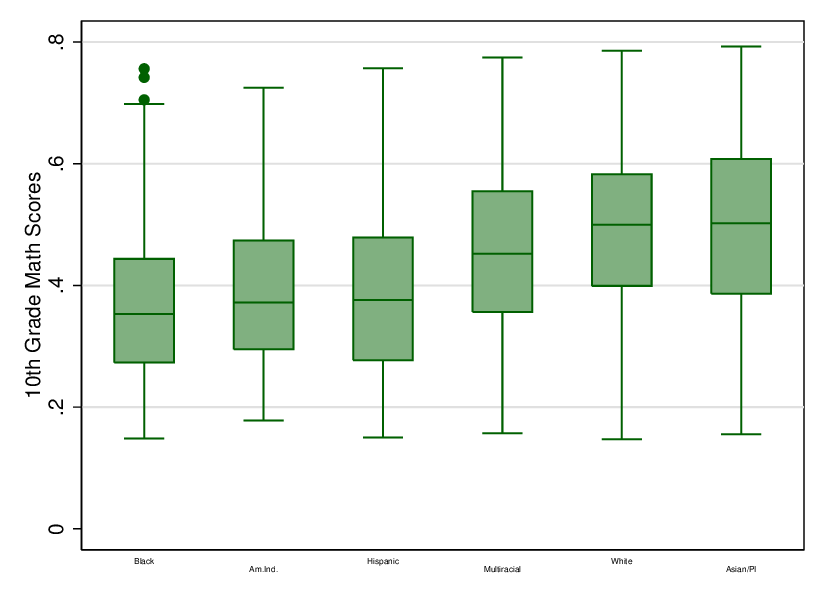 10th Grade Math Scores
.8
.6
.4
.2
0
Black
Am.Ind.
Hispanic
Multiracial
White
Asian/PI